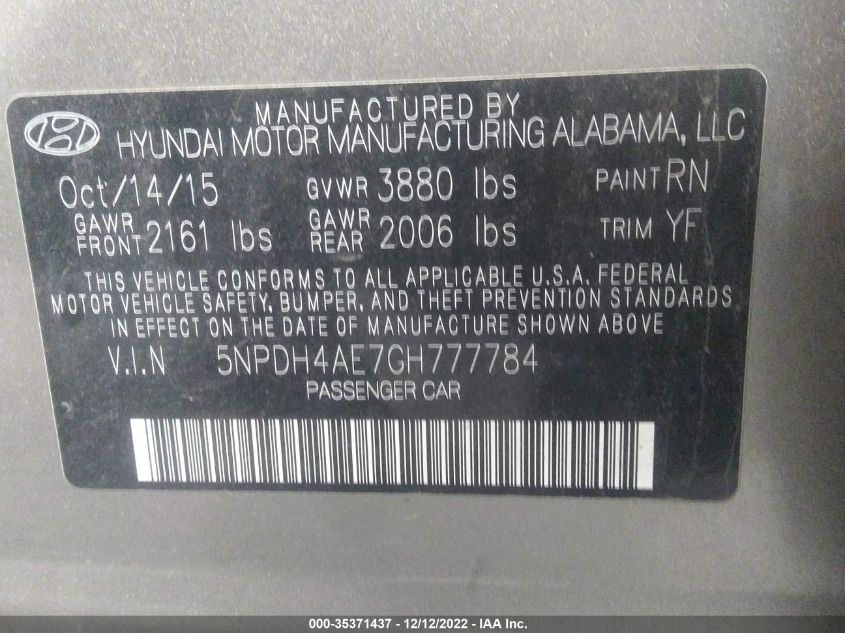 MANUFACTURED BY
HYUNDAI MOTOR MANUFACTURING ALABAMA, LLC
Oct/14/15 GVWR 3880 lbs PAINT RN
GAWR FRONT 2161 lbs GAWR REAR 2006 lbs TRIM YF
THIS VEHICLE CONFORMS TO ALL APPLICABLE U.S.A. FEDERAL
MOTOR VEHICLE SAFETY, BUMPER, AND THEFT PREVENTION STANDARDS
IN EFFECT ON THE DATE OF MANUFACTURE SHOWN ABOVE
V.I.N 5NPDH4AE7GH777784
PASSENGER CAR
000-35371437 - 12/12/2022 - IAA Inc.